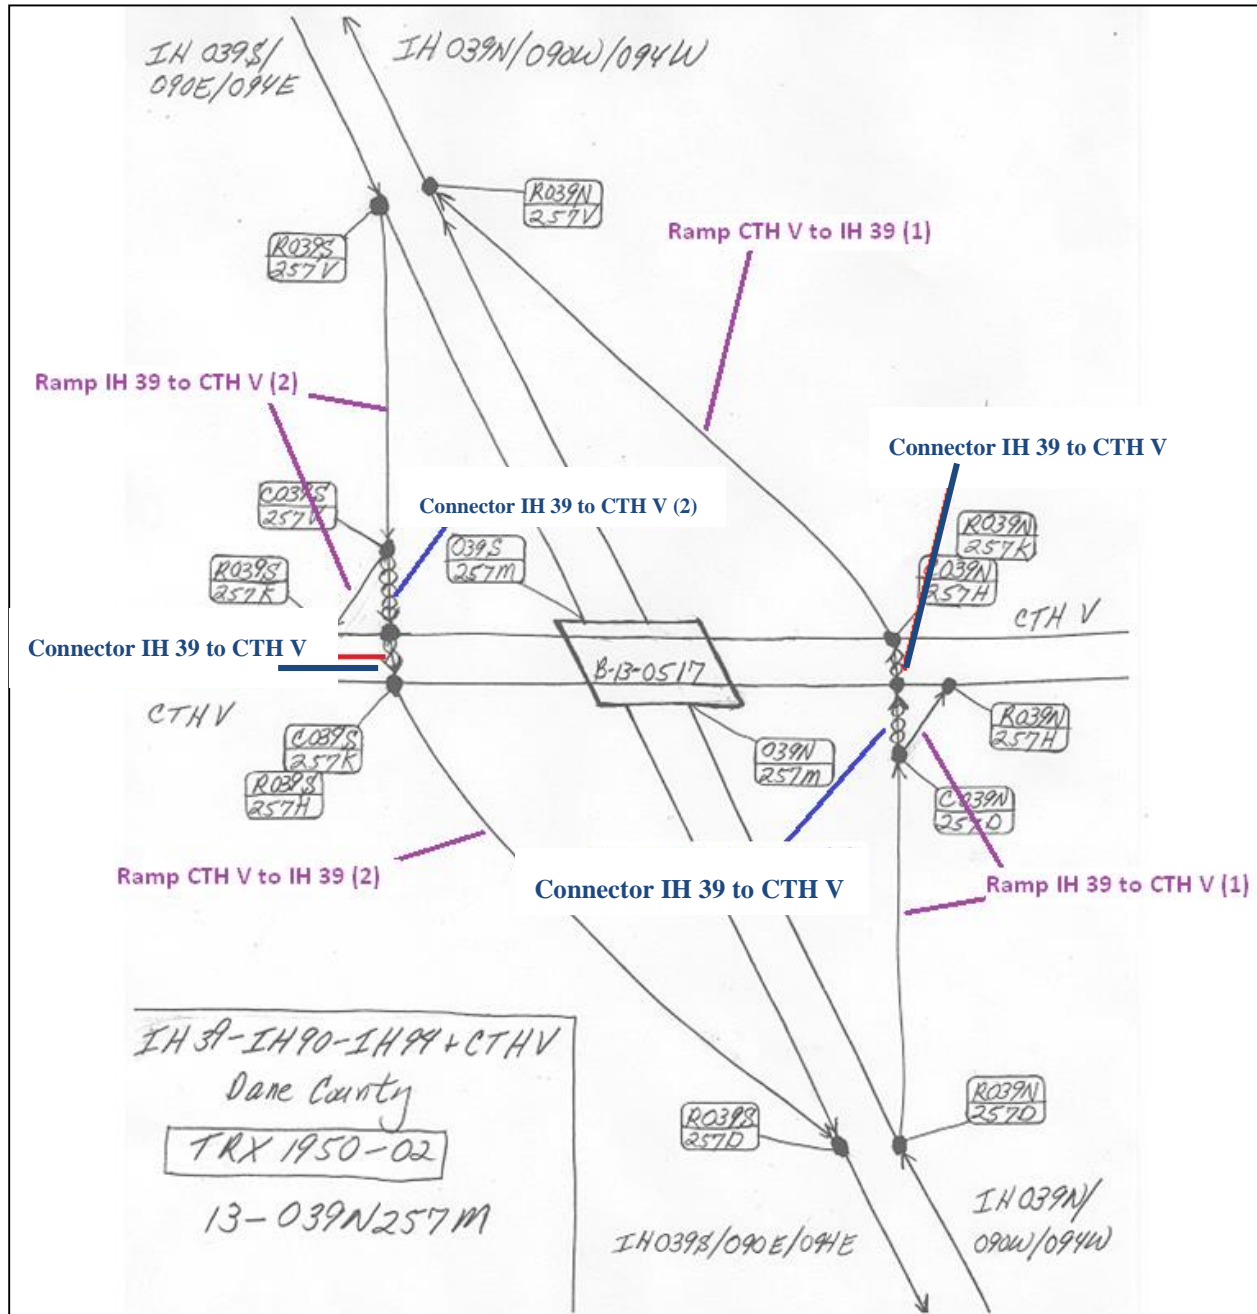 IH 039S/
090E/094E
IH 039N/090W/094W
R039N
257V
R039S
257V
Ramp CTH V to IH 39 (1)
Ramp IH 39 to CTH V (2)
Connector IH 39 to CTH V
C039S
257V
Connector IH 39 to CTH V (2)
R039N
257K
039S
257M
R039S
257K
C039N
257H
CTH V
Connector IH 39 to CTH V
B-13-0517
CTH V
R039N
257H
C039S
257K
039N
257M
R039S
257H
C039N
257D
Ramp CTH V to IH 39 (2)
Connector IH 39 to CTH V
Ramp IH 39 to CTH V (1)
IH 39-IH90-IH94+CTHV
Dane County
TRX 1950-02
13-039N257M
R039S
257D
R039N
257D
IH039S/090E/094E
IH039N/
090W/094W